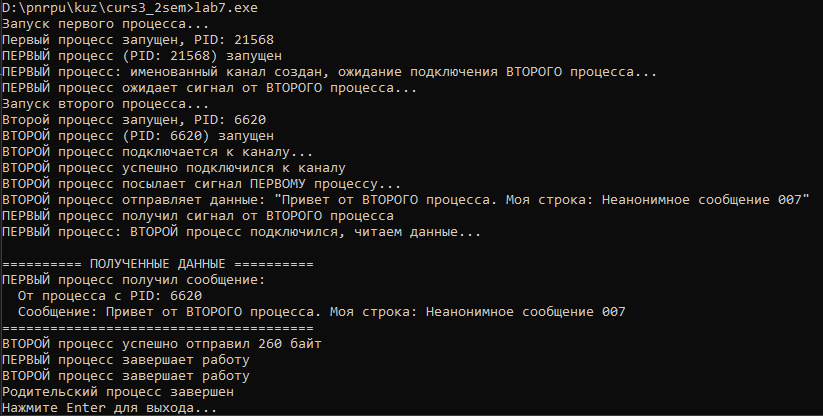 D:\pnrpu\kuz\curs3_2sem>lab7.exe
Запуск первого процесса...
Первый процесс запущен, PID: 21568
ПЕРВЫЙ процесс (PID: 21568) запущен
ПЕРВЫЙ процесс: именованный канал создан, ожидание подключения ВТОРОГО процесса...
ПЕРВЫЙ процесс ожидает сигнал от ВТОРОГО процесса...
Запуск второго процесса...
Второй процесс запущен, PID: 6620
ВТОРОЙ процесс (PID: 6620) запущен
ВТОРОЙ процесс подключается к каналу...
ВТОРОЙ процесс успешно подключился к каналу
ВТОРОЙ процесс посылает сигнал ПЕРВОМУ процессу...
ВТОРОЙ процесс отправляет данные: "Привет от ВТОРОГО процесса. Моя строка: Неанонимное сообщение 007"
ПЕРВЫЙ процесс получил сигнал от ВТОРОГО процесса
ПЕРВЫЙ процесс: ВТОРОЙ процесс подключился, читаем данные...
========== ПОЛУЧЕННЫЕ ДАННЫЕ ==========
ПЕРВЫЙ процесс получил сообщение:
От процесса с PID: 6620
Сообщение: Привет от ВТОРОГО процесса. Моя строка: Неанонимное сообщение 007
=======================================
ВТОРОЙ процесс успешно отправил 260 байт
ПЕРВЫЙ процесс завершает работу
ВТОРОЙ процесс завершает работу
Родительский процесс завершен
Нажмите Enter для выхода...